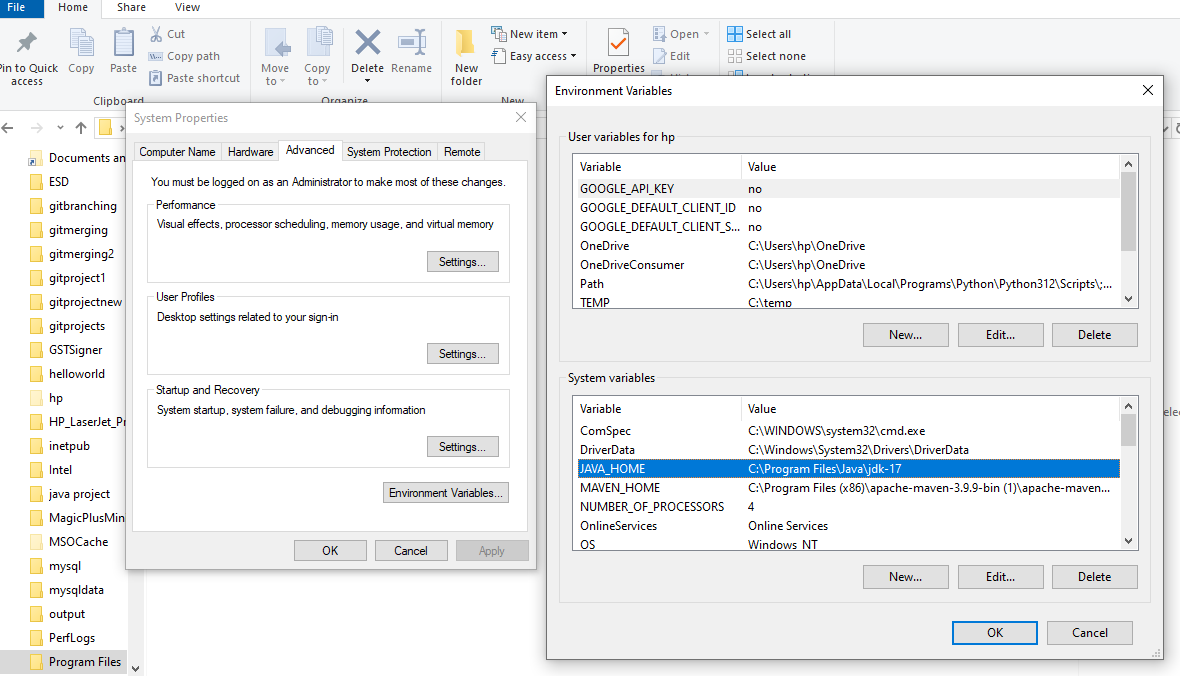 File Home Share View
Pin to Quick access
Copy
Paste
Cut
Copy path
Paste shortcut
Clipboard
Move to
Copy to
Delete
Rename
Organize
New folder
New item
Easy access
New
Properties
Open
Edit
Select all
Select none
Documents an
ESD
gitbranching
gitmerging
gitmerging2
gitproject1
gitprojectnew
gitprojects
GSTSigner
helloworld
hp
HP_LaserJet_Pr
inetpub
Intel
java project
MagicPlusMin
MSOCache
mysql
mysqldata
output
PerfLogs
Program Files
System Properties
Computer Name Hardware Advanced System Protection Remote
You must be logged on as an Administrator to make most of these changes.
Performance
Visual effects, processor scheduling, memory usage, and virtual memory
Settings...
User Profiles
Desktop settings related to your sign-in
Settings...
Startup and Recovery
System startup, system failure, and debugging information
Settings...
Environment Variables...
OK Cancel Apply
Environment Variables
User variables for hp
Variable Value
GOOGLE_API_KEY no
GOOGLE_DEFAULT_CLIENT_ID no
GOOGLE_DEFAULT_CLIENT_S... no
OneDrive C:\Users\hp\OneDrive
OneDriveConsumer C:\Users\hp\OneDrive
Path C:\Users\hp\AppData\Local\Programs\Python\Python312\Scripts\;...
TEMP C:\temp
New... Edit... Delete
System variables
Variable Value
ComSpec C:\WINDOWS\system32\cmd.exe
DriverData C:\Windows\System32\Drivers\DriverData
JAVA_HOME C:\Program Files\Java\jdk-17
MAVEN_HOME C:\Program Files (x86)\apache-maven-3.9.9-bin (1)\apache-maven...
NUMBER_OF_PROCESSORS 4
OnlineServices Online Services
OS Windows_NT
New... Edit... Delete
OK Cancel